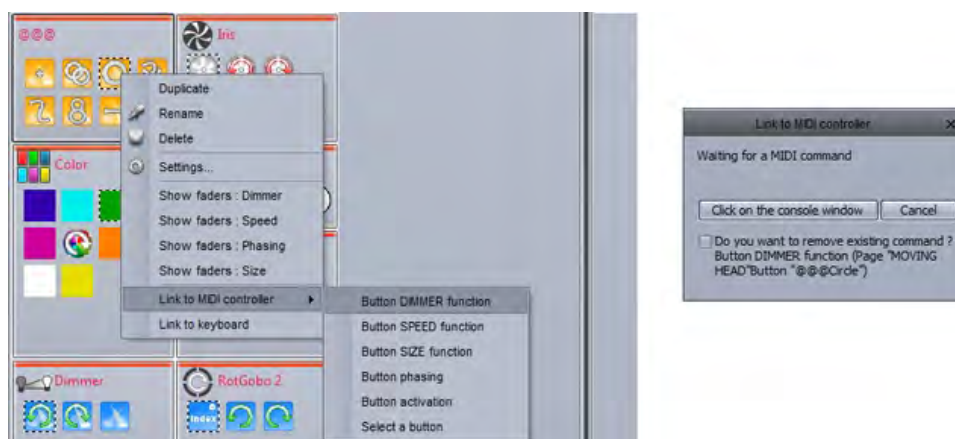 @@@
Iris
Duplicate
Rename
Delete
Settings...
Show faders : Dimmer
Show faders : Speed
Show faders : Phasing
Show faders : Size
Link to MIDI controller
Link to keyboard
Button DIMMER function
Button SPEED function
Button SIZE function
Button phasing
Button activation
Select a button
Color
Dimmer
RotGobo 2
Index
Link to MIDI controller
Waiting for a MIDI command
Click on the console window
Cancel
Do you want to remove existing command ?
Button DIMMER function (Page "MOVING
HEAD"Button "@@@Circle")